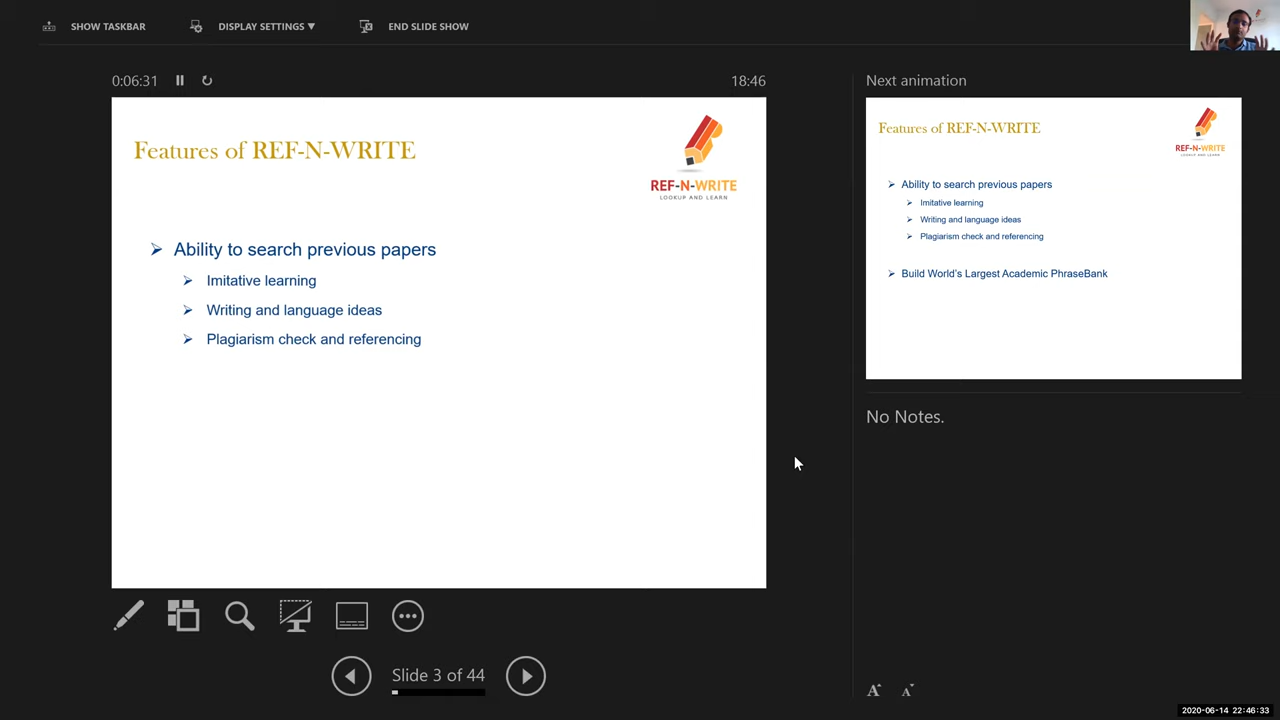 SHOW TASKBAR
DISPLAY SETTINGS ▼
END SLIDE SHOW
0:06:31
18:46
Features of REF-N-WRITE
REF-N-WRITE
LOOKUP AND LEARN
Ability to search previous papers
Imitative learning
Writing and language ideas
Plagiarism check and referencing
Slide 3 of 44
Next animation
Features of REF-N-WRITE
REF-N-WRITE
LOOKUP AND LEARN
Ability to search previous papers
Imitative learning
Writing and language ideas
Plagiarism check and referencing
Build World's Largest Academic PhraseBank
No Notes.
A A
2020-06-14 22:46:33